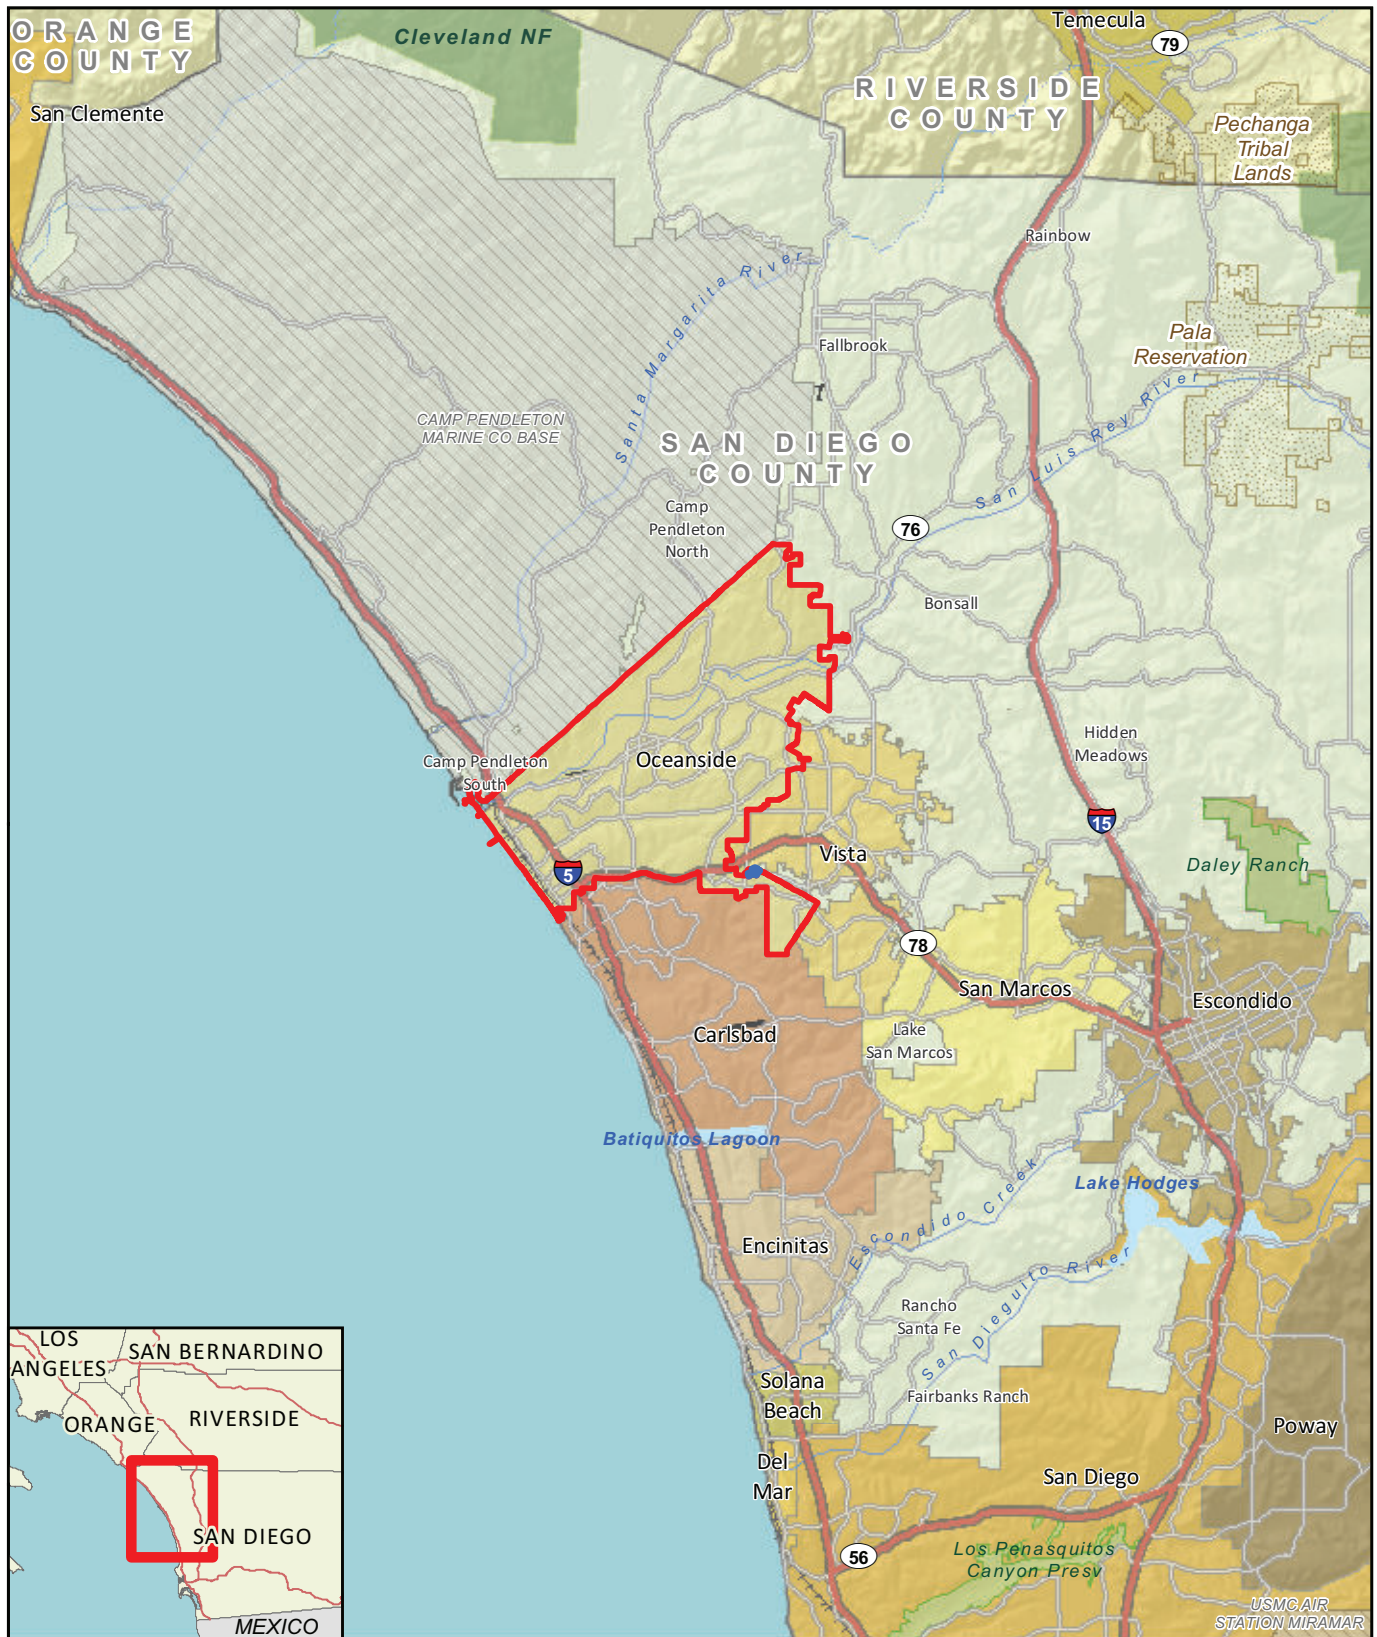 ORANGE
COUNTY
Cleveland NF
Temecula
79
San Clemente
RIVERSIDE
COUNTY
Pechanga
Tribal
Lands
Rainbow
Santa Margarita River
Fallbrook
Pala
Reservation
CAMP PENDLETON
MARINE CO BASE
SAN DIEGO
COUNTY
San Luis Rey River
Camp
Pendleton
North
76
Bonsall
Oceanside
Camp Pendleton
South
Hidden
Meadows
15
5
Vista
Daley Ranch
78
San Marcos
Escondido
Carlsbad
Lake
San Marcos
Batiquitos Lagoon
Lake Hodges
Escondido Creek
Encinitas
San Dieguito River
Rancho
Santa Fe
Solana
Beach
Fairbanks Ranch
Poway
Del
Mar
San Diego
56
Los Penasquitos
Canyon Presv
USMC AIR
STATION MIRAMAR
LOS
ANGELES
SAN BERNARDINO
ORANGE
RIVERSIDE
SAN DIEGO
MEXICO